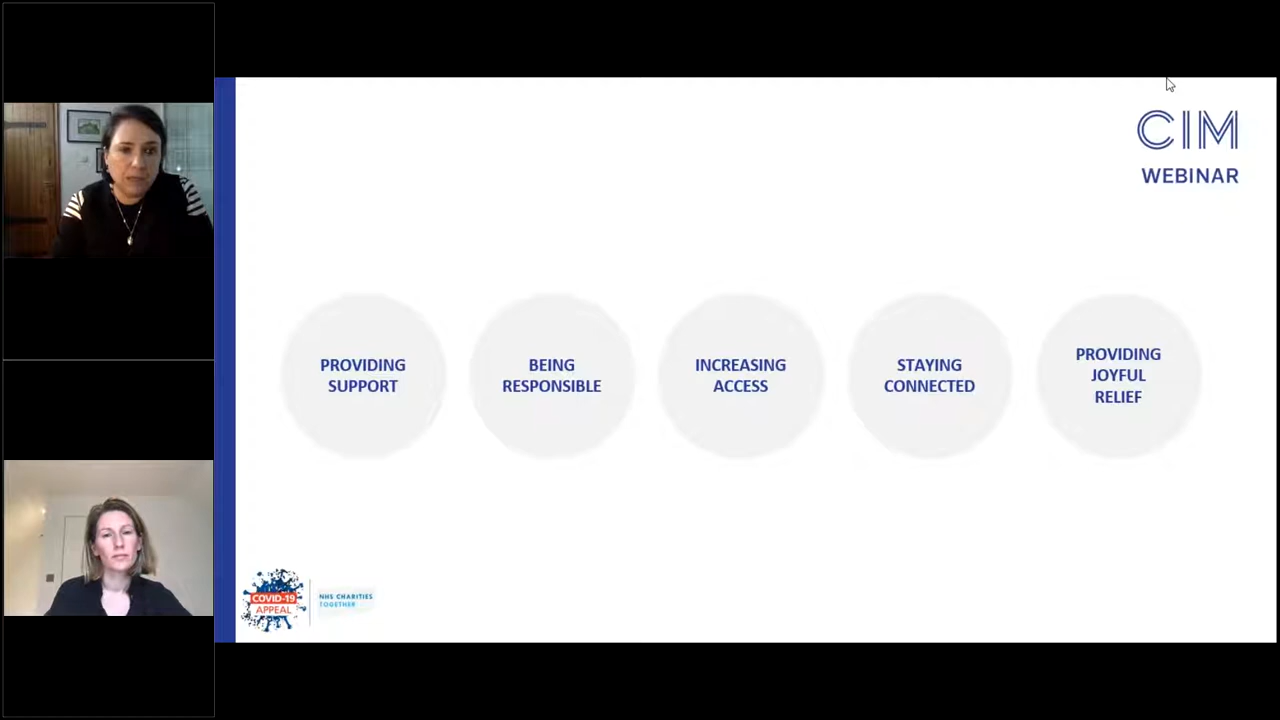 CIM
WEBINAR
PROVIDING
SUPPORT
BEING
RESPONSIBLE
INCREASING
ACCESS
STAYING
CONNECTED
PROVIDING
JOYFUL
RELIEF
COVID-19
APPEAL
NHS CHARITIES
TOGETHER